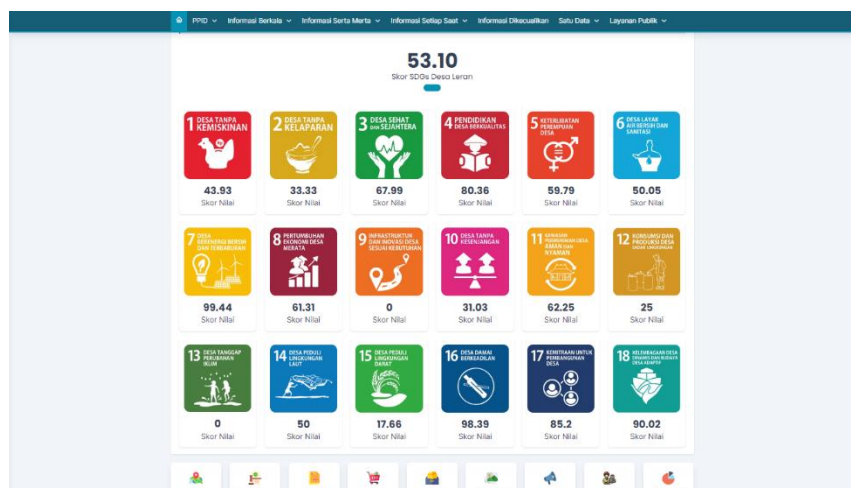 PPID Informasi Berkala Informasi Serta Merta Informasi Setiap Saat Informasi Dikecualikan Satu Data Layanan Publik
53.10
Skor SDGs Desa Leran
1 DESA TANPA
KEMISKINAN
2 DESA TANPA
KELAPARAN
3 DESA SEHAT
DAN SEJAHTERA
4 PENDIDIKAN
DESA BERKUALITAS
5 KETERLIBATAN
PEREMPUAN
DESA
6 DESA LAYAK
AIR BERSIH DAN
SANITASI
43.93
Skor Nilai
33.33
Skor Nilai
67.99
Skor Nilai
80.36
Skor Nilai
59.79
Skor Nilai
50.05
Skor Nilai
7 DESA
BERENERGI BERSIH
DAN TERBARUKAN
8 PERTUMBUHAN
EKONOMI DESA
MERATA
9 INFRASTRUKTUR
DAN INOVASI DESA
SESUAI KEBUTUHAN
10 DESA TANPA
KESENJANGAN
11 KAWASAN
PERMUKIMAN DESA
AMAN DAN
NYAMAN
12 KONSUMSI DAN
PRODUKSI DESA
SADAR LINGKUNGAN
99.44
Skor Nilai
61.31
Skor Nilai
0
Skor Nilai
31.03
Skor Nilai
62.25
Skor Nilai
25
Skor Nilai
13 DESA TANGGAP
PERUBAHAN
IKLIM
14 DESA PEDULI
LINGKUNGAN
LAUT
15 DESA PEDULI
LINGKUNGAN
DARAT
16 DESA DAMAI
BERKEADILAN
17 KEMITRAAN UNTUK
PEMBANGUNAN
DESA
18 KELEMBAGAAN DESA
DINAMIS DAN BUDAYA
DESA ADAPTIF
0
Skor Nilai
50
Skor Nilai
17.66
Skor Nilai
98.39
Skor Nilai
85.2
Skor Nilai
90.02
Skor Nilai